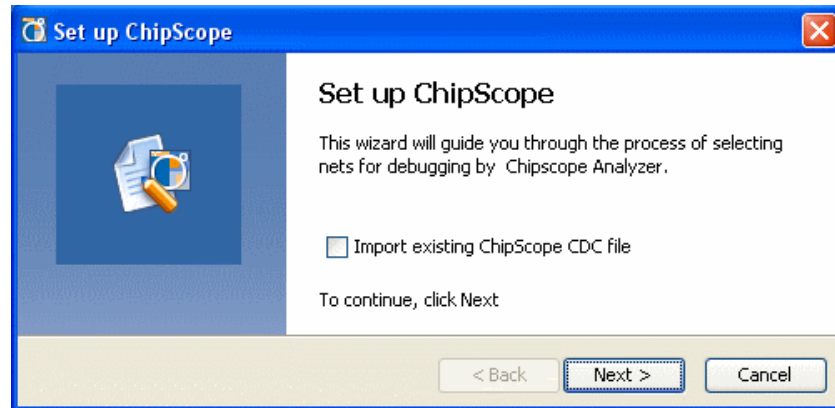 Set up ChipScope
Set up ChipScope
This wizard will guide you through the process of selecting
nets for debugging by Chipscope Analyzer.
Import existing ChipScope CDC file
To continue, click Next
< Back
Next >
Cancel